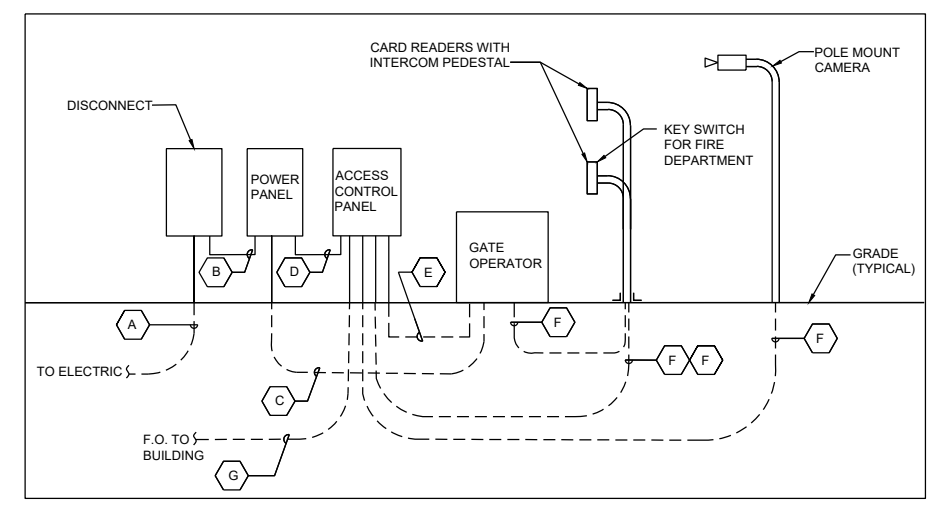 CARD READERS WITH
INTERCOM PEDESTAL
POLE MOUNT
CAMERA
DISCONNECT
KEY SWITCH
FOR FIRE
DEPARTMENT
POWER
PANEL
ACCESS
CONTROL
PANEL
GATE
OPERATOR
GRADE
(TYPICAL)
B
D
E
A
F
F
F
F
TO ELECTRIC
C
F.O. TO
BUILDING
G